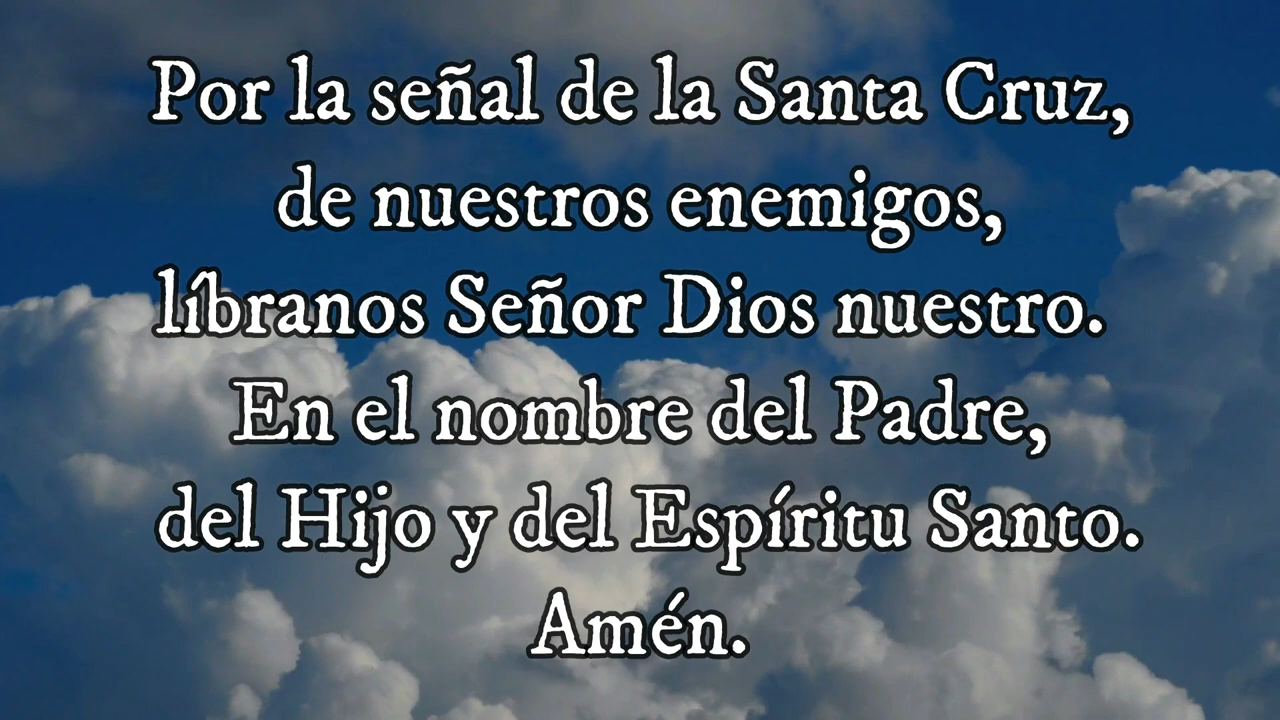 Por la señal de la Santa Cruz,
de nuestros enemigos,
líbranos Señor Dios nuestro.
En el nombre del Padre,
del Hijo y del Espíritu Santo.
Amén.